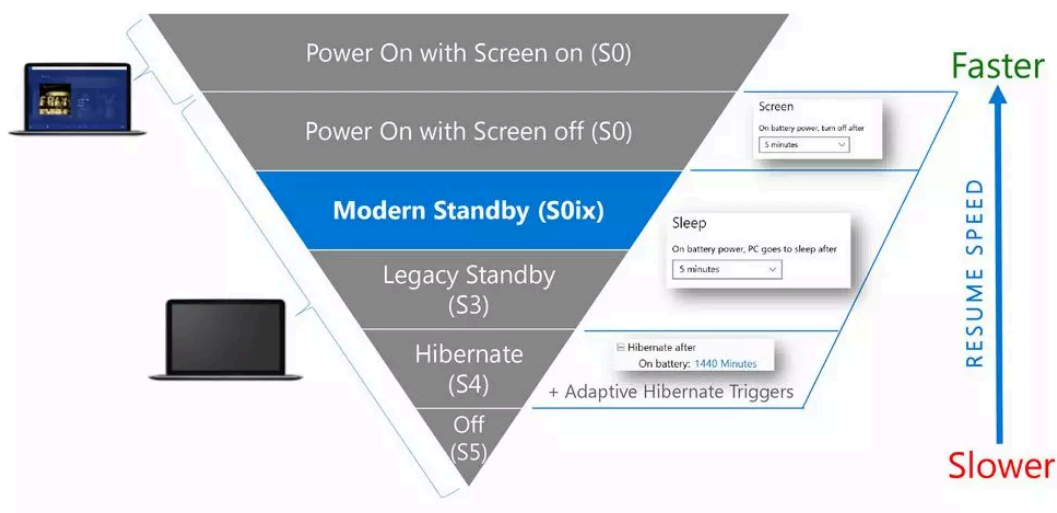 Power On with Screen on (S0)
Faster
Power On with Screen off (S0)
Screen
On battery power, turn off after
5 minutes
Modern Standby (S0ix)
Sleep
On battery power, PC goes to sleep after
5 minutes
RESUME SPEED
Legacy Standby
(S3)
Hibernate
(S4)
Hibernate after
On battery: 1440 Minutes
+ Adaptive Hibernate Triggers
Off
(S5)
Slower